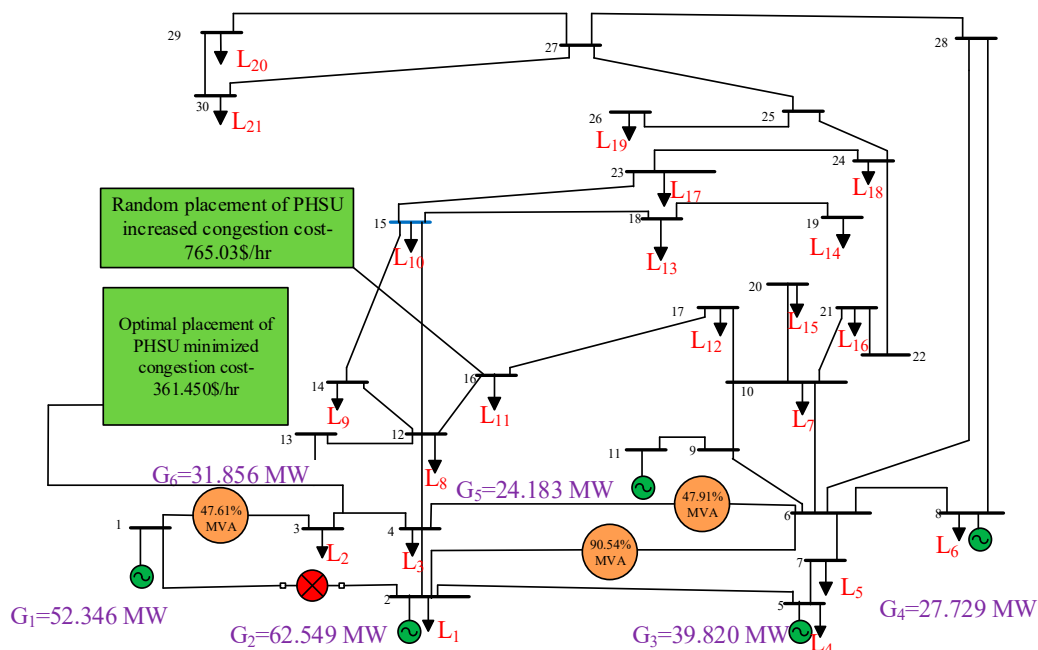 29
L20
27
28
30
L21
26
L19
25
24
L18
23
L17
Random placement of PHSU
increased congestion cost-
765.03$/hr
15
L10
18
L13
19
L14
20
L15
17
L12
21
L16
22
Optimal placement of
PHSU minimized
congestion cost-
361.450$/hr
14
L9
16
L11
10
L7
13
12
L8
11
9
G6=31.856 MW
G5=24.183 MW
47.61%
MVA
47.91%
MVA
1
3
L2
4
L3
6
8
L6
90.54%
MVA
7
L5
2
L1
5
L4
G1=52.346 MW
G2=62.549 MW
G3=39.820 MW
G4=27.729 MW